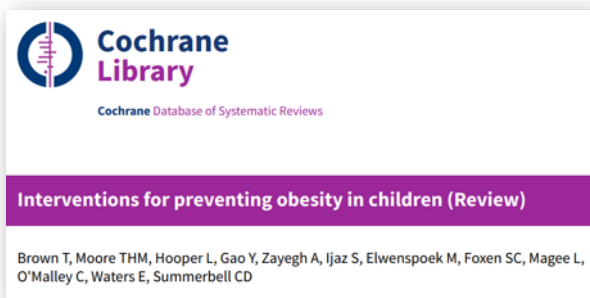 Cochrane
Library
Cochrane Database of Systematic Reviews
Interventions for preventing obesity in children (Review)
Brown T, Moore THM, Hooper L, Gao Y, Zayegh A, Ijaz S, Elwenspoek M, Foxen SC, Magee L,
O'Malley C, Waters E, Summerbell CD